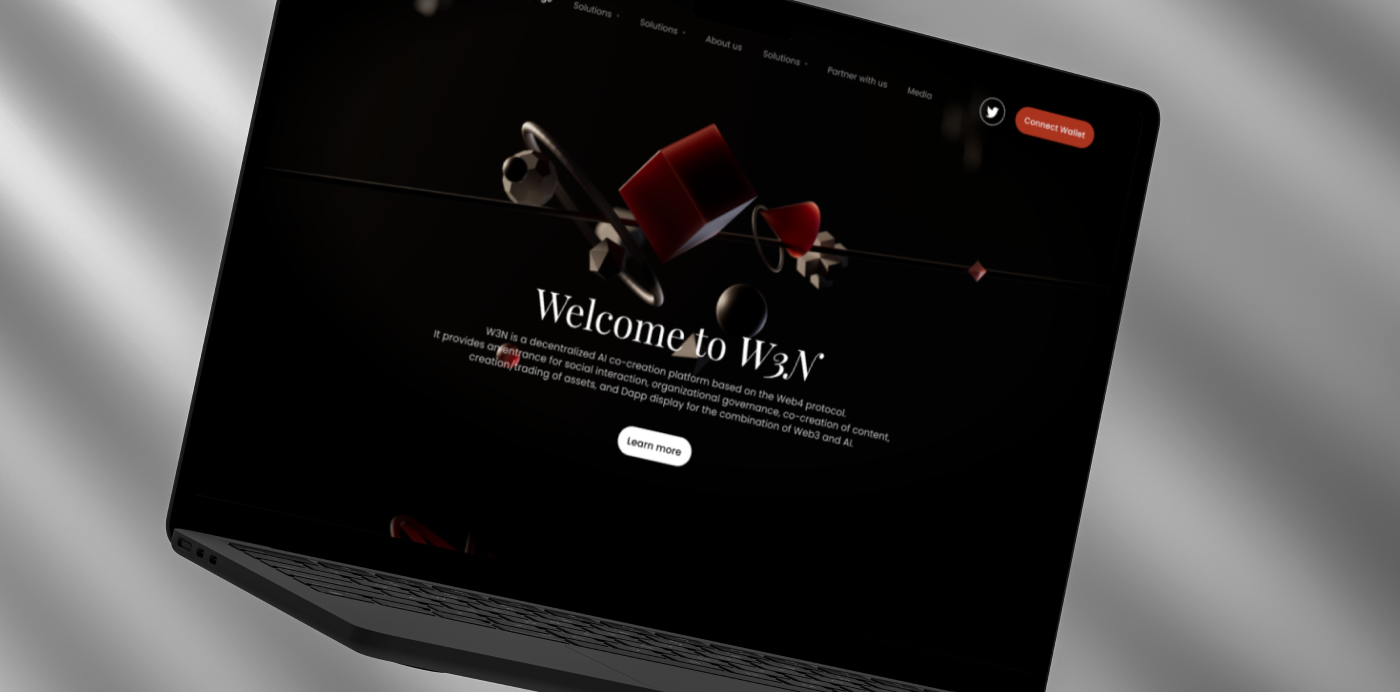 Solutions
Solutions
About us
Solutions
Partner with us
Media
Connect Wallet
Welcome to W3N
W3N is a decentralized AI co-creation platform based on the Web4 protocol.
It provides an entrance for social interaction, organizational governance, co-creation of content,
creation/trading of assets, and Dapp display for the combination of Web3 and AI.
Learn more